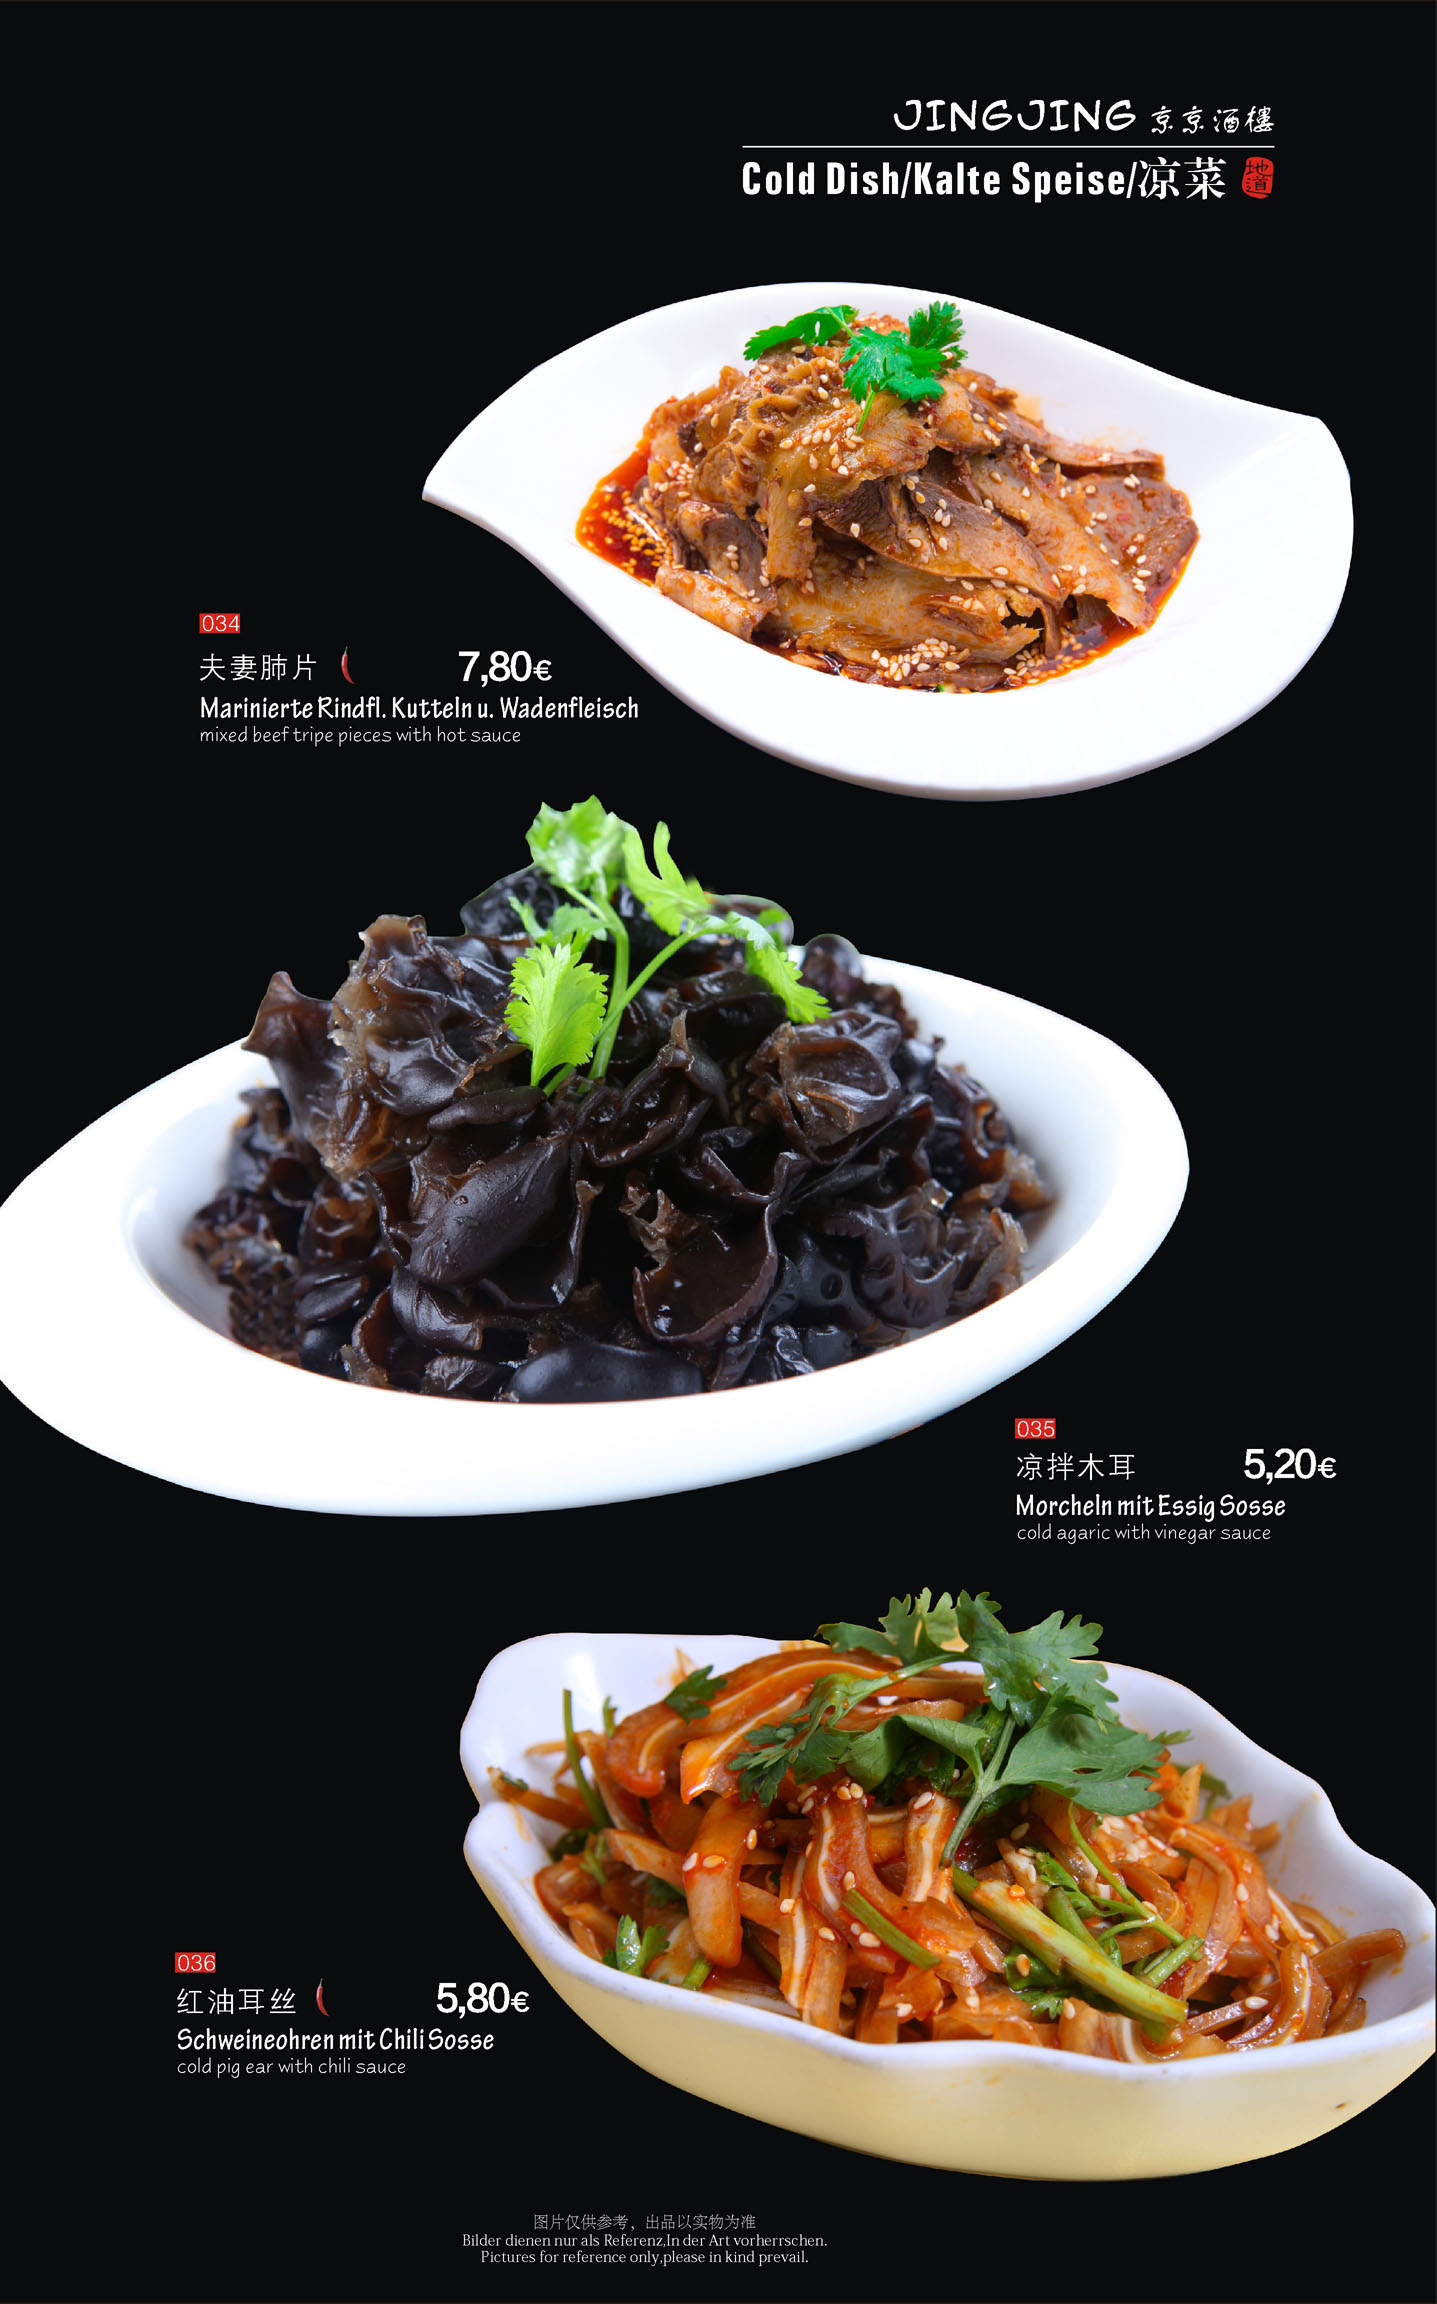 JINGJING 京京酒樓
Cold Dish/Kalte Speise/凉菜 地道
034
夫妻肺片 7,80€
Marinierte Rindfl. Kutteln u. Wadenfleisch
mixed beef tripe pieces with hot sauce
035
凉拌木耳 5,20€
Morcheln mit Essig Sosse
cold agaric with vinegar sauce
036
红油耳丝 5,80€
Schweineohren mit Chili Sosse
cold pig ear with chili sauce
图片仅供参考，出品以实物为准
Bilder dienen nur als Referenz,In der Art vorherrschen.
Pictures for reference only,please in kind prevail.